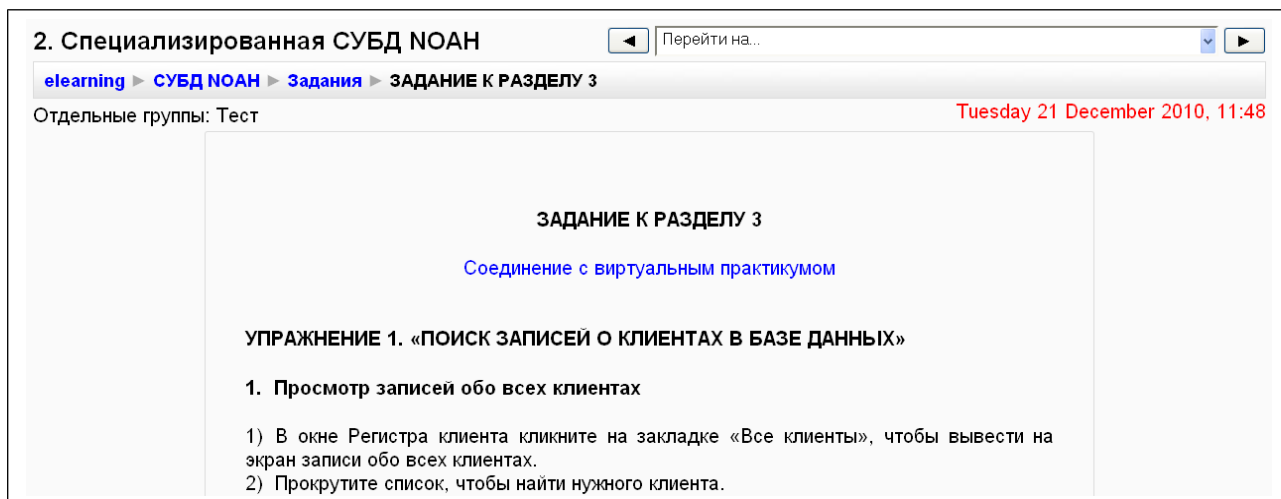 2. Специализированная СУБД NOAH
Перейти на...
elearning ► СУБД NOAH ► Задания ► ЗАДАНИЕ К РАЗДЕЛУ 3
Отдельные группы: Тест
Tuesday 21 December 2010, 11:48
ЗАДАНИЕ К РАЗДЕЛУ 3
Соединение с виртуальным практикумом
УПРАЖНЕНИЕ 1. «ПОИСК ЗАПИСЕЙ О КЛИЕНТАХ В БАЗЕ ДАННЫХ»
1. Просмотр записей обо всех клиентах
1) В окне Регистра клиента кликните на закладке «Все клиенты», чтобы вывести на
экран записи обо всех клиентах.
2) Прокрутите список, чтобы найти нужного клиента.